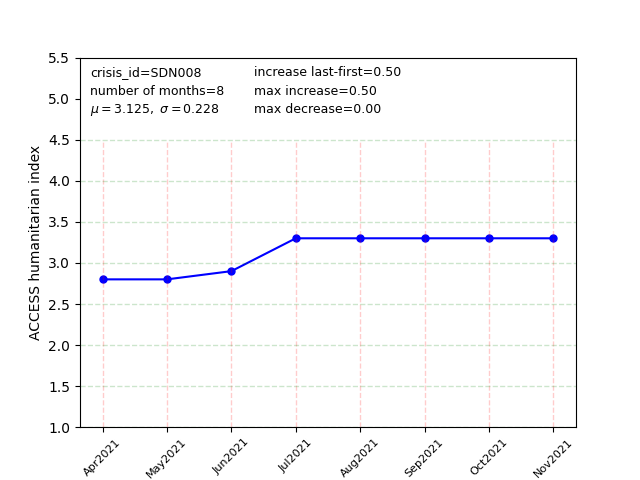 crisis_id=SDN008
number of months=8
μ = 3.125, σ = 0.228
increase last-first=0.50
max increase=0.50
max decrease=0.00
ACCESS humanitarian index
5.5
5.0
4.5
4.0
3.5
3.0
2.5
2.0
1.5
1.0
Apr2021
May2021
Jun2021
Jul2021
Aug2021
Sep2021
Oct2021
Nov2021